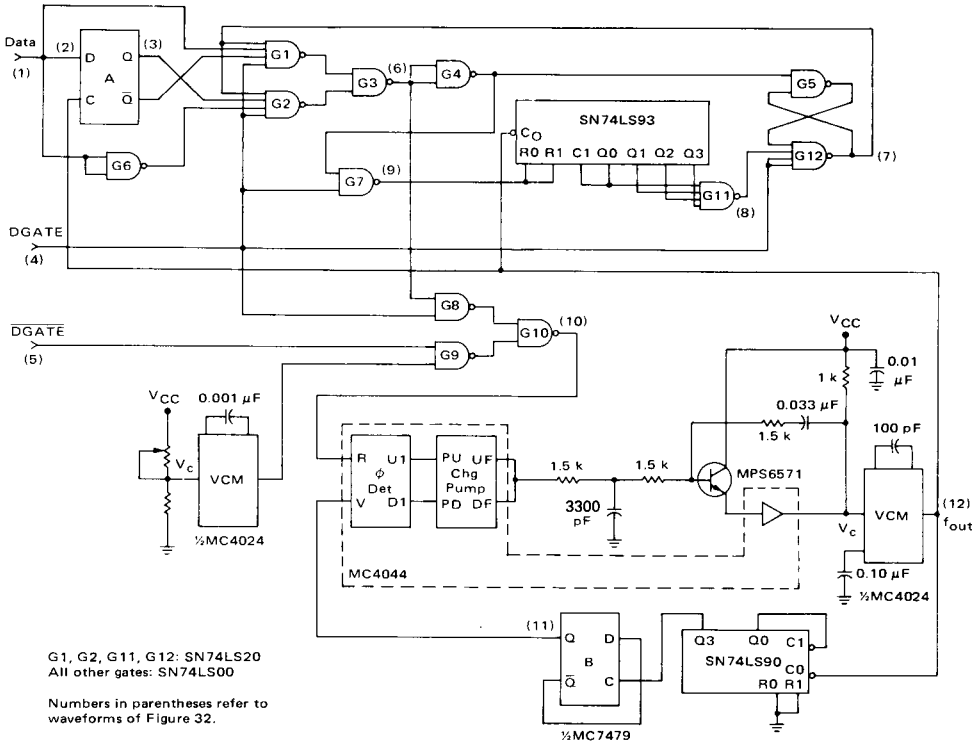 Data
(1)
(2)
D Q
A
C Q̅
(3)
G1
G2
G3
(6)
G4
G5
G6
G7
(9)
SN74LS93
C0
R0 R1 C1 Q0 Q1 Q2 Q3
G11
(8)
G12
(7)
DGATE
(4)
D̅G̅A̅T̅E̅
(5)
G8
G9
G10
(10)
VCC
VC
0.001 µF
VCM
½MC4024
R U1
ϕ
Det
V D1
PU UF
Chg
Pump
PD DF
MC4044
1.5 k
3300
pF
1.5 k
MPS6571
VCC
0.01
µF
1 k
0.033 µF
1.5 k
100 pF
VC
VCM
(12)
fout
0.10 µF
½MC4024
(11)
Q D
B
Q̅ C
½MC7479
Q3 Q0 C1
SN74LS90
C0
R0 R1
G1, G2, G11, G12: SN74LS20
All other gates: SN74LS00
Numbers in parentheses refer to
waveforms of Figure 32.